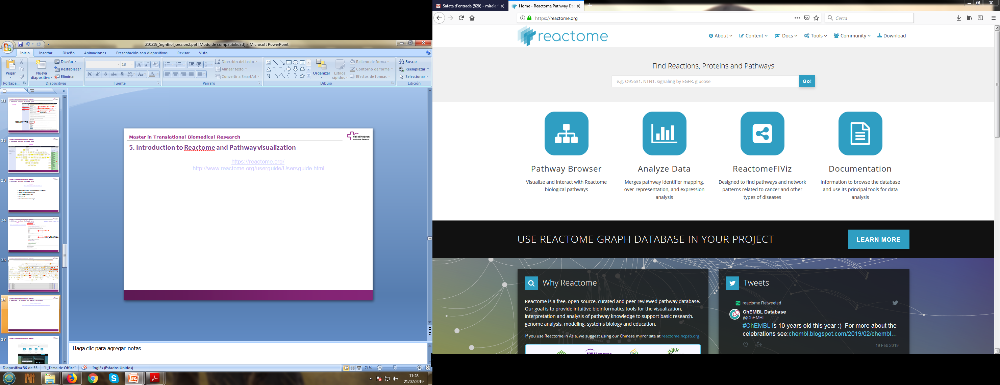 210219_SignBiol_session2.ppt [Modo de compatibilidad] - Microsoft PowerPoint
Inicio Insertar Diseño Animaciones Presentación con diapositivas Revisar Vista
Pegar
Portapa...
Nueva
diapositiva
Diseño
Restablecer
Eliminar
Diapositivas
18
N K S abc S AV Aa A
Fuente
Dirección del texto
Alinear texto
Convertir a SmartArt
Párrafo
Organizar
Estilos
rápidos
Relleno de forma
Contorno de forma
Efectos de formas
Dibujo
Buscar
Reemplazar
Seleccionar
Edición
31
32
33
34
35
36
37
Master in Translational Biomedical Research
Vall d'Hebron
Institut de Recerca
5. Introduction to Reactome and Pathway visualization
https://reactome.org/
http://www.reactome.org/userguide/Usersguide.html
Haga clic para agregar notas
Diapositiva 36 de 55 "1_Tema de Office" Inglés (Estados Unidos) 71%
11:28
21/02/2019
Safata d'entrada (820) - mireia.
Home - Reactome Pathway Da
https://reactome.org
Cerca
reactome
About Content Docs Tools Community Download
Find Reactions, Proteins and Pathways
e.g. O95631, NTN1, signaling by EGFR, glucose
Go!
Pathway Browser
Visualize and interact with Reactome
biological pathways
Analyze Data
Merges pathway identifier mapping,
over-representation, and expression
analysis
ReactomeFIViz
Designed to find pathways and network
patterns related to cancer and other
types of diseases
Documentation
Information to browse the database
and use its principal tools for data
analysis
USE REACTOME GRAPH DATABASE IN YOUR PROJECT
LEARN MORE
Why Reactome
Reactome is a free, open-source, curated and peer-reviewed pathway database.
Our goal is to provide intuitive bioinformatics tools for the visualization,
interpretation and analysis of pathway knowledge to support basic research,
genome analysis, modeling, systems biology and education.
If you use Reactome in Asia, we suggest using our Chinese mirror site at reactome.ncpsb.org.
Tweets
reactome Retweeted
ChEMBL Database
@ChEMBL
#ChEMBL is 10 years old this year :) For more about the
celebrations see:chembl.blogspot.com/2019/02/chembl…
19 Feb 2019